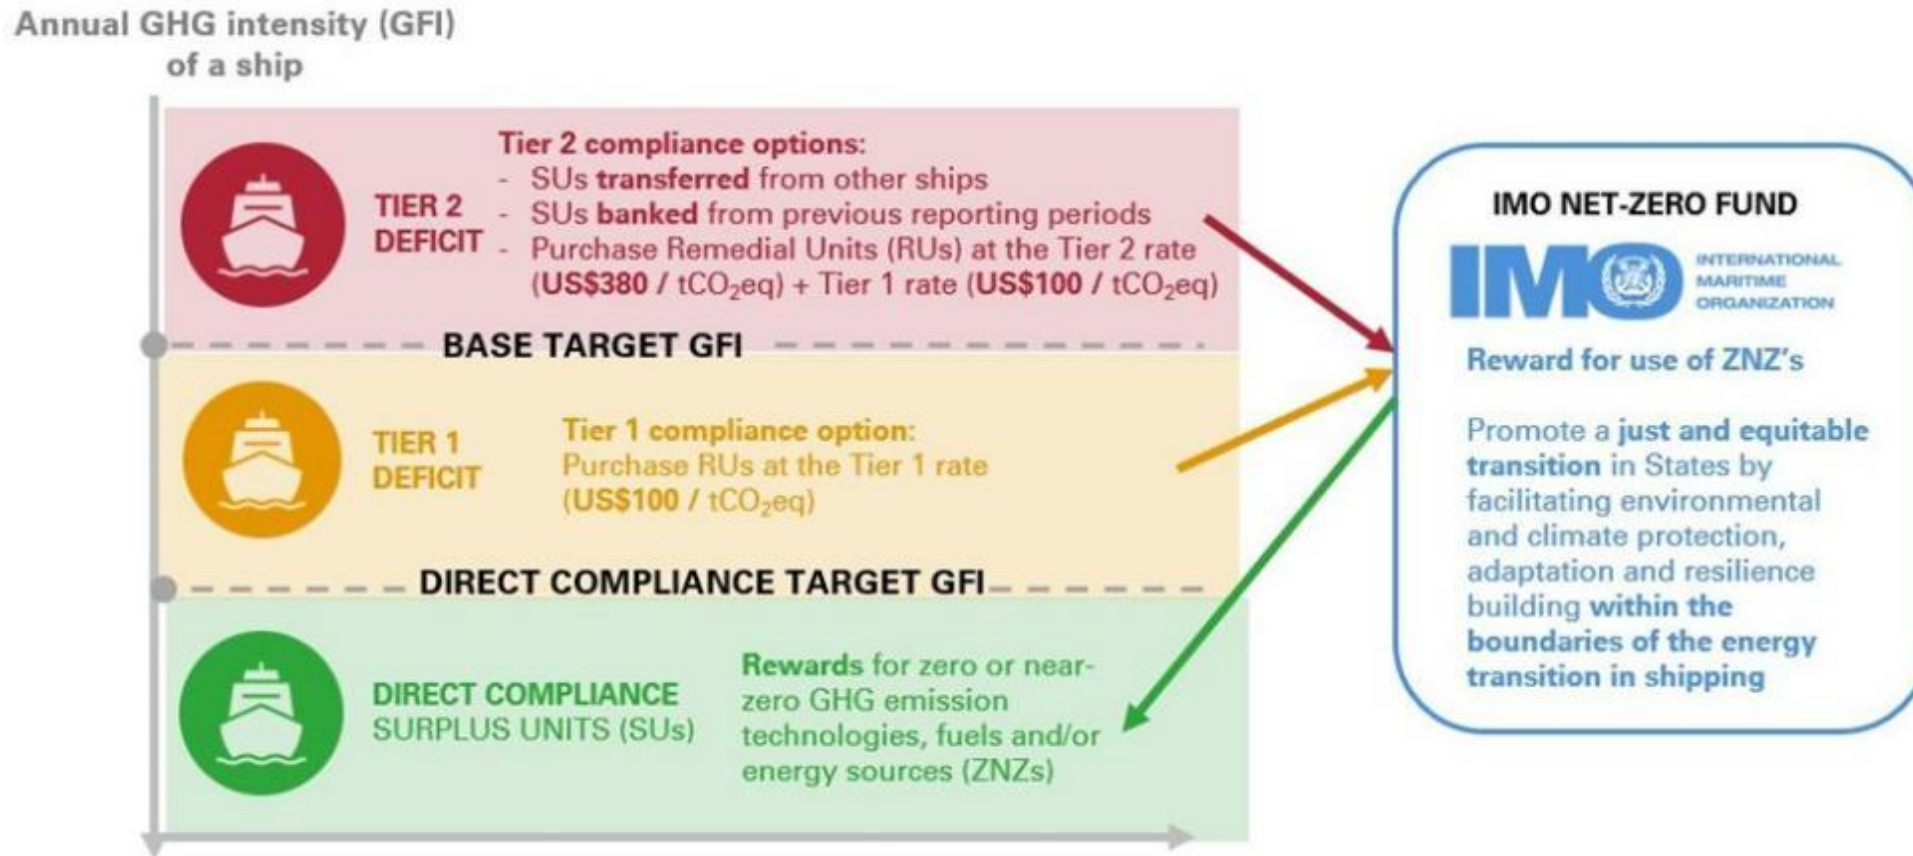 Annual GHG intensity (GFI)
of a ship
TIER 2
DEFICIT
Tier 2 compliance options:
- SUs transferred from other ships
- SUs banked from previous reporting periods
- Purchase Remedial Units (RUs) at the Tier 2 rate
(US$380 / tCO₂eq) + Tier 1 rate (US$100 / tCO₂eq)
BASE TARGET GFI
TIER 1
DEFICIT
Tier 1 compliance option:
Purchase RUs at the Tier 1 rate
(US$100 / tCO₂eq)
DIRECT COMPLIANCE TARGET GFI
DIRECT COMPLIANCE
SURPLUS UNITS (SUs)
Rewards for zero or near-
zero GHG emission
technologies, fuels and/or
energy sources (ZNZs)
IMO NET-ZERO FUND
IMO
INTERNATIONAL
MARITIME
ORGANIZATION
Reward for use of ZNZ's
Promote a just and equitable
transition in States by
facilitating environmental
and climate protection,
adaptation and resilience
building within the
boundaries of the energy
transition in shipping